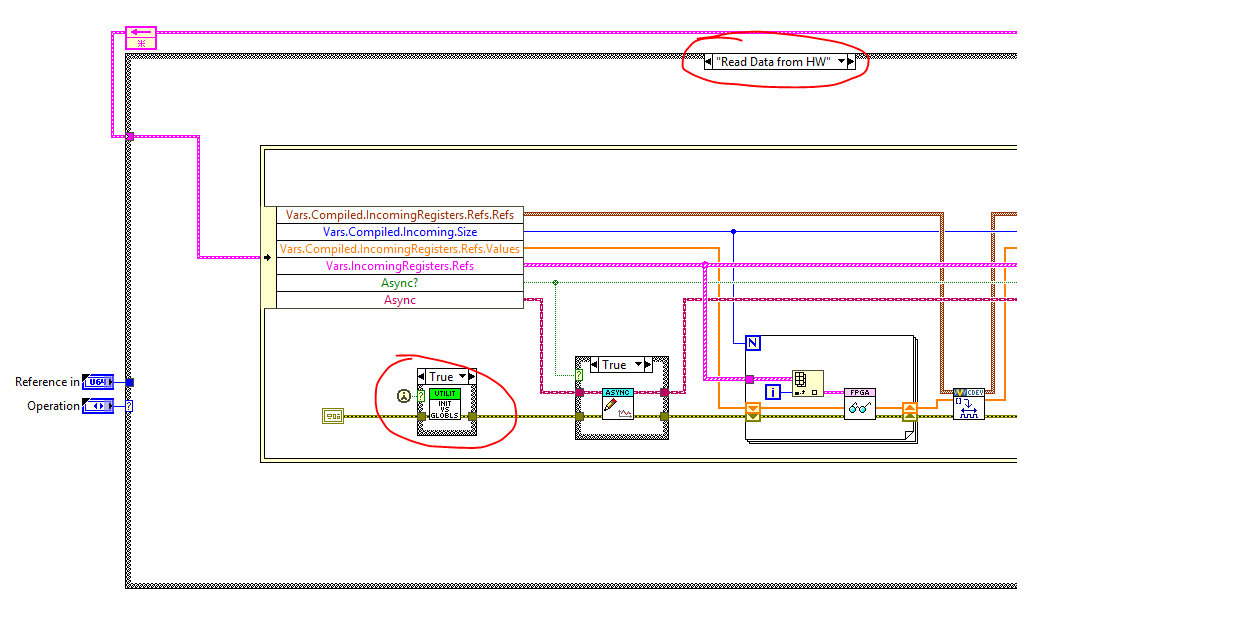 "Read Data from HW"
Vars.Compiled.IncomingRegisters.Refs.Refs
Vars.Compiled.Incoming.Size
Vars.Compiled.IncomingRegisters.Refs.Values
Vars.IncomingRegisters.Refs
Async?
Async
Reference in
U64
Operation
?
True
?
UTILIT
INIT
VS
GLOBLS
True
?
ASYNC
N
i
FPGA
CDEV